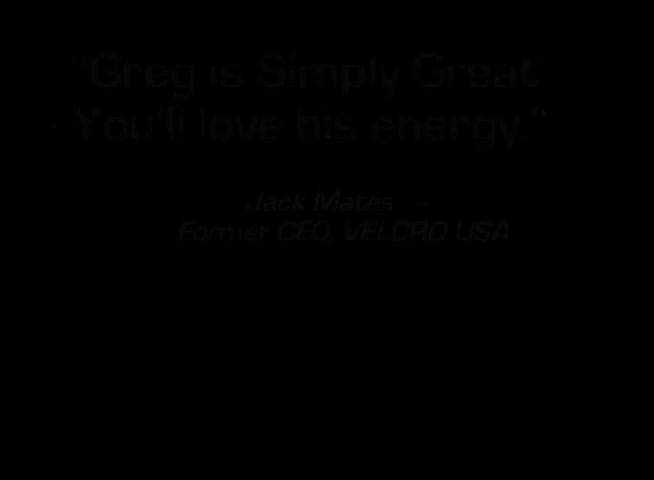 "Greg is Simply Great
- You'll love his energy."
Jack Mates -
Former CEO, VELCRO USA